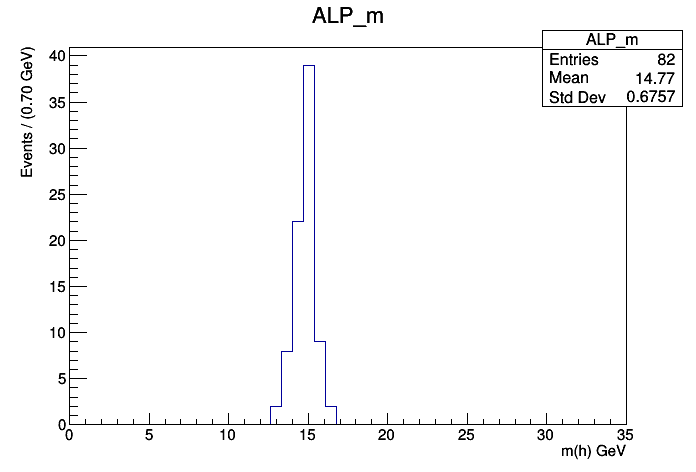 ALP_m
ALP_m
Entries 82
Mean 14.77
Std Dev 0.6757
Events / (0.70 GeV)
40
35
30
25
20
15
10
5
0
0 5 10 15 20 25 30 35
m(h) GeV